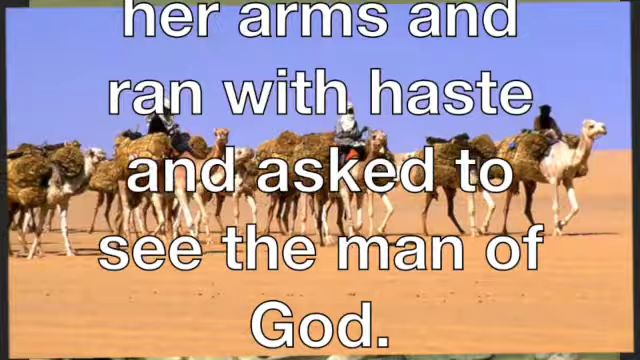 her arms and
ran with haste
and asked to
see the man of
God.